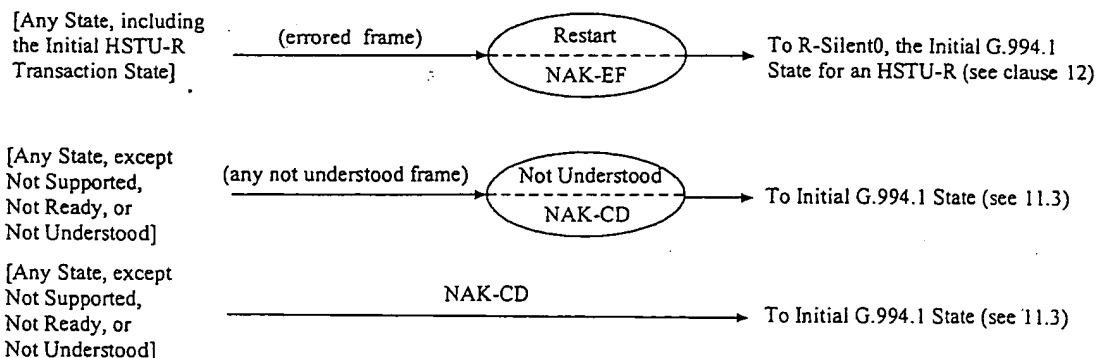 [Any State, including
the Initial HSTU-R
Transaction State]
(errored frame)
Restart
NAK-EF
To R-Silent0, the Initial G.994.1
State for an HSTU-R (see clause 12)
[Any State, except
Not Supported,
Not Ready, or
Not Understood]
(any not understood frame)
Not Understood
NAK-CD
To Initial G.994.1 State (see 11.3)
[Any State, except
Not Supported,
Not Ready, or
Not Understood]
NAK-CD
To Initial G.994.1 State (see 11.3)